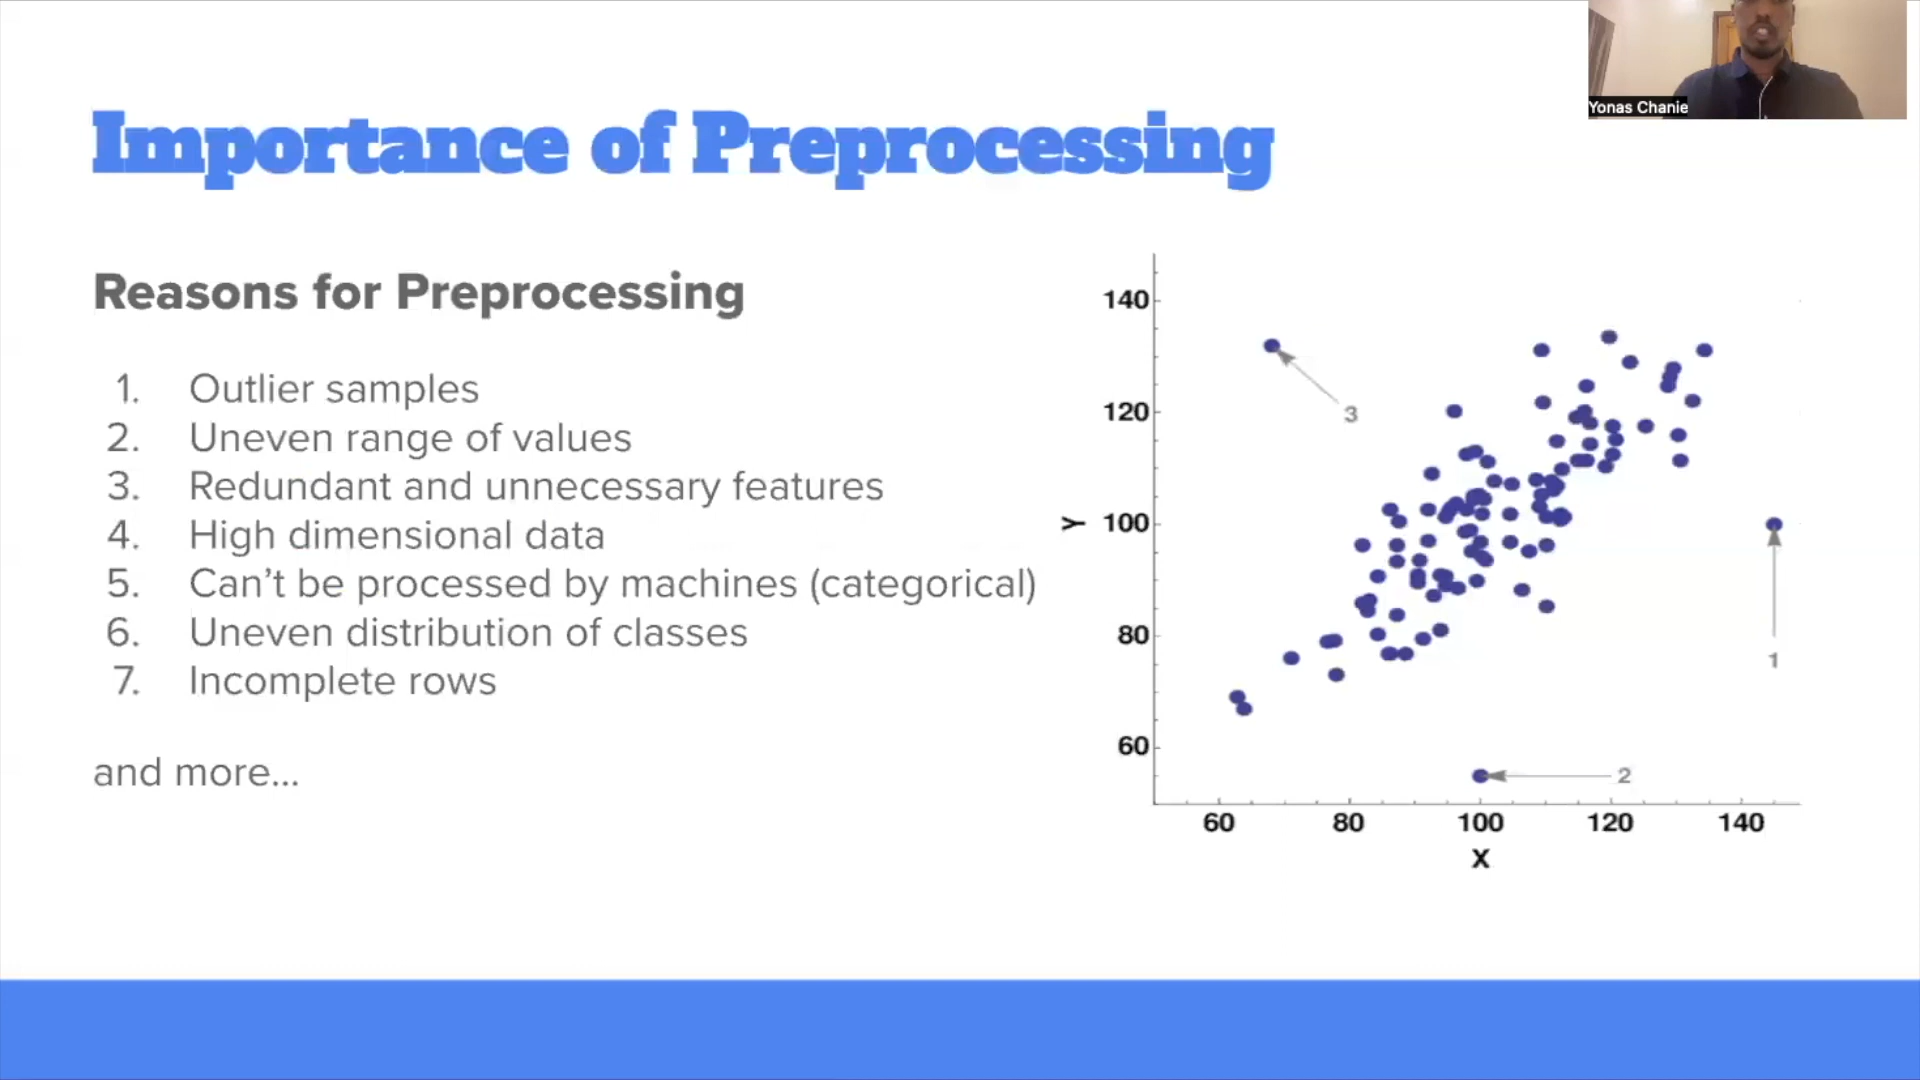 Yonas Chanie
Importance of Preprocessing
Reasons for Preprocessing
1. Outlier samples
2. Uneven range of values
3. Redundant and unnecessary features
4. High dimensional data
5. Can't be processed by machines (categorical)
6. Uneven distribution of classes
7. Incomplete rows
and more...
140
120
100
80
60
Y
3
1
2
60 80 100 120 140
X